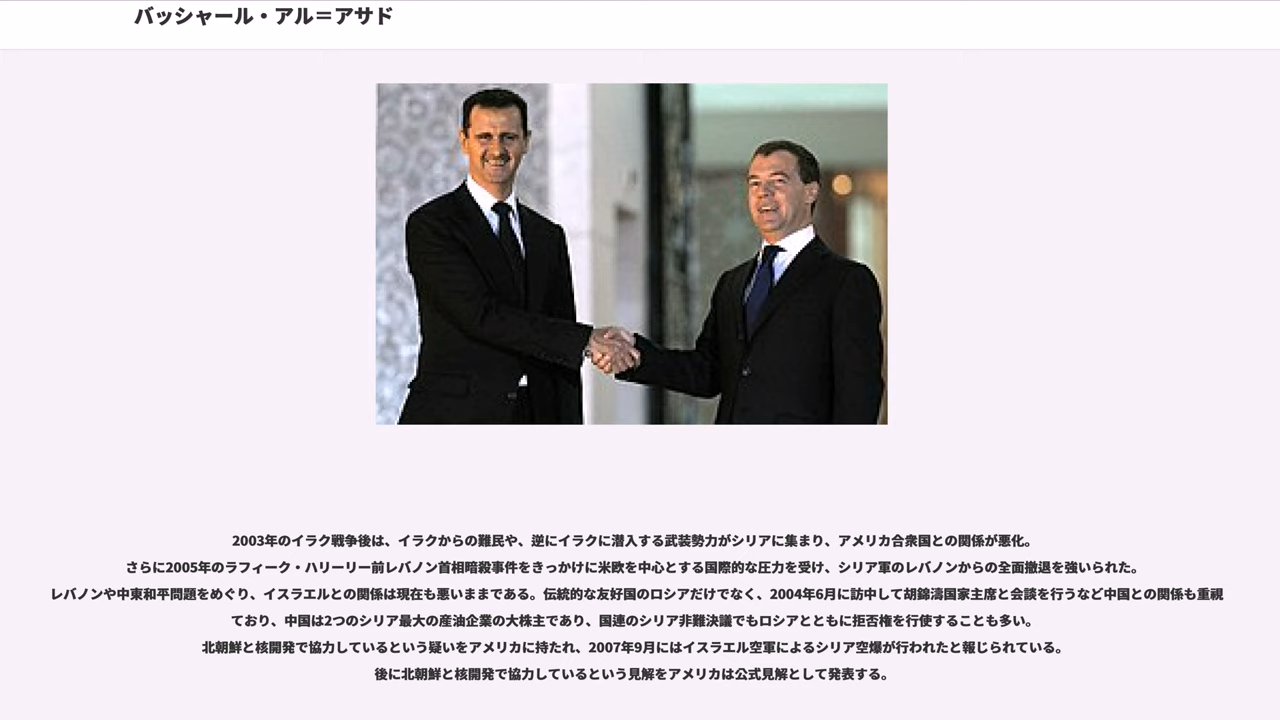 バッシャール・アル＝アサド
2003年のイラク戦争後は、イラクからの難民や、逆にイラクに潜入する武装勢力がシリアに集まり、アメリカ合衆国との関係が悪化。
さらに2005年のラフィーク・ハリーリー前レバノン首相暗殺事件をきっかけに米欧を中心とする国際的な圧力を受け、シリア軍のレバノンからの全面撤退を強いられた。
レバノンや中東和平問題をめぐり、イスラエルとの関係は現在も悪いままである。伝統的な友好国のロシアだけでなく、2004年6月に訪中して胡錦濤国家主席と会談を行うなど中国との関係も重視
ており、中国は2つのシリア最大の産油企業の大株主であり、国連のシリア非難決議でもロシアとともに拒否権を行使することも多い。
北朝鮮と核開発で協力しているという疑いをアメリカに持たれ、2007年9月にはイスラエル空軍によるシリア空爆が行われたと報じられている。
後に北朝鮮と核開発で協力しているという見解をアメリカは公式見解として発表する。